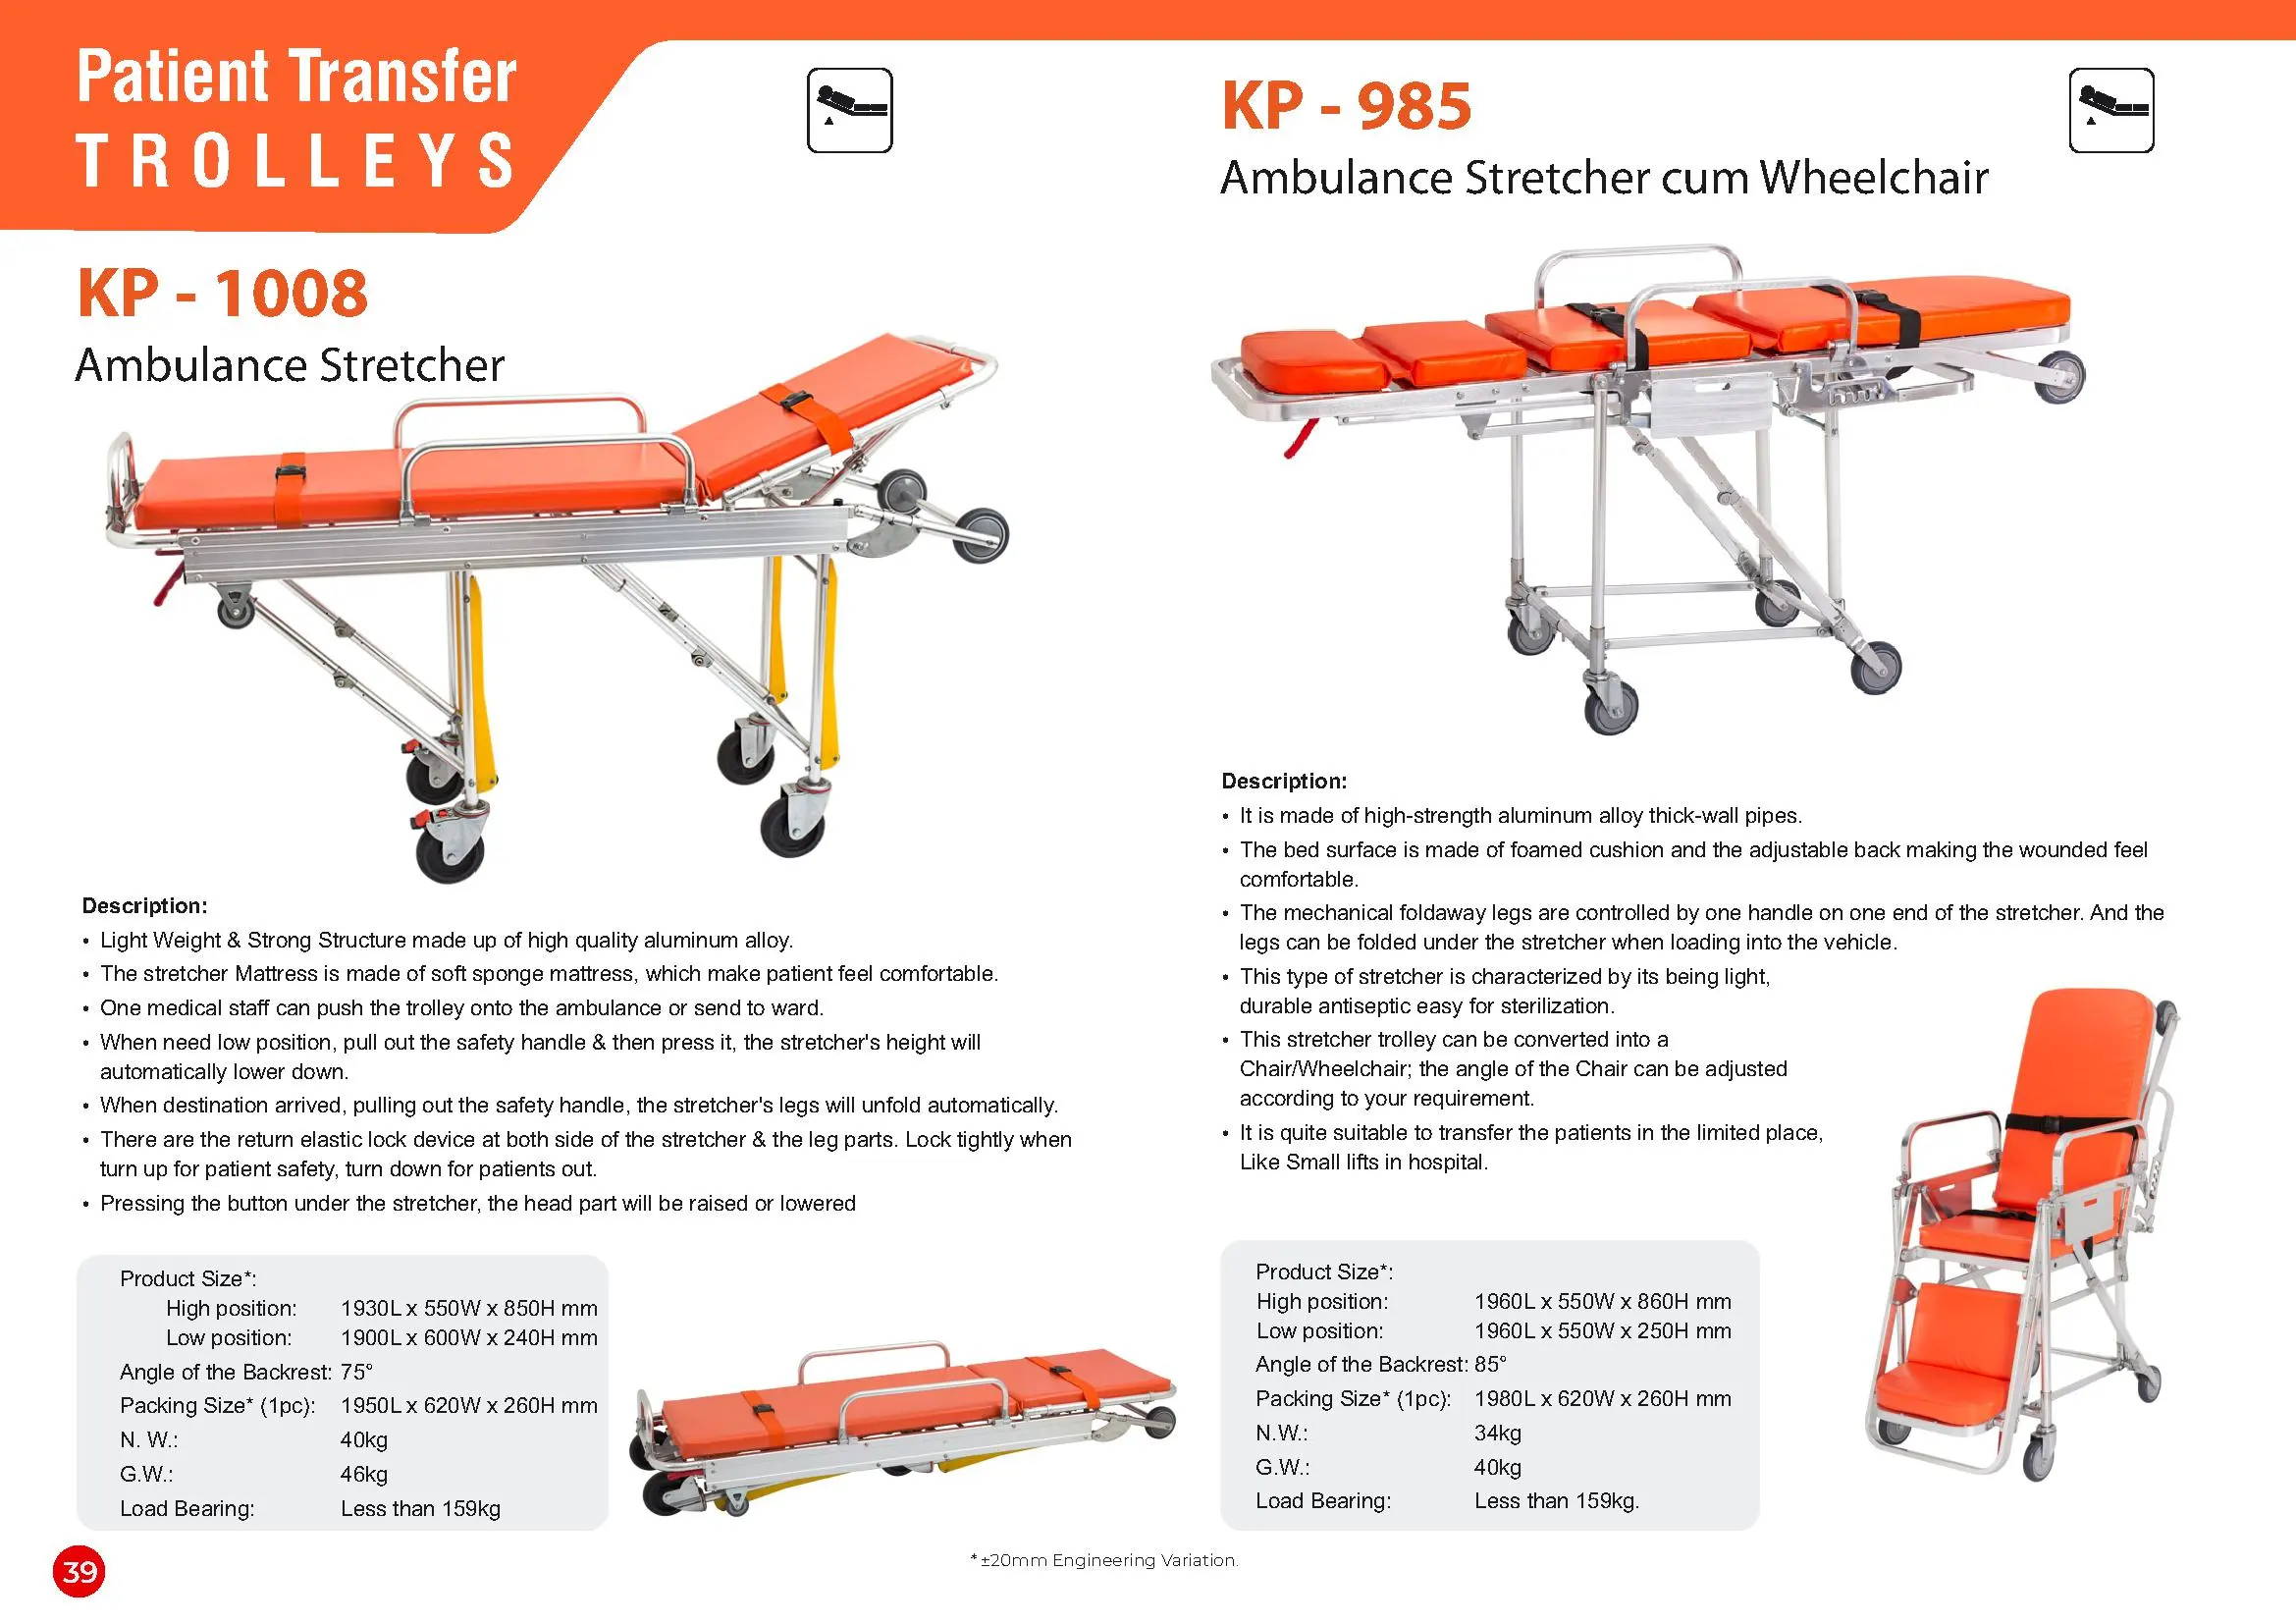 Patient Transfer
TROLLEYS
KP - 1008
Ambulance Stretcher
Description:
• Light Weight & Strong Structure made up of high quality aluminum alloy.
• The stretcher Mattress is made of soft sponge mattress, which make patient feel comfortable.
• One medical staff can push the trolley onto the ambulance or send to ward.
• When need low position, pull out the safety handle & then press it, the stretcher's height will
automatically lower down.
• When destination arrived, pulling out the safety handle, the stretcher's legs will unfold automatically.
• There are the return elastic lock device at both side of the stretcher & the leg parts. Lock tightly when
turn up for patient safety, turn down for patients out.
• Pressing the button under the stretcher, the head part will be raised or lowered
Product Size*:
High position: 1930L x 550W x 850H mm
Low position: 1900L x 600W x 240H mm
Angle of the Backrest: 75°
Packing Size* (1pc): 1950L x 620W x 260H mm
N. W.: 40kg
G.W.: 46kg
Load Bearing: Less than 159kg
KP - 985
Ambulance Stretcher cum Wheelchair
Description:
• It is made of high-strength aluminum alloy thick-wall pipes.
• The bed surface is made of foamed cushion and the adjustable back making the wounded feel
comfortable.
• The mechanical foldaway legs are controlled by one handle on one end of the stretcher. And the
legs can be folded under the stretcher when loading into the vehicle.
• This type of stretcher is characterized by its being light,
durable antiseptic easy for sterilization.
• This stretcher trolley can be converted into a
Chair/Wheelchair; the angle of the Chair can be adjusted
according to your requirement.
• It is quite suitable to transfer the patients in the limited place,
Like Small lifts in hospital.
Product Size*:
High position: 1960L x 550W x 860H mm
Low position: 1960L x 550W x 250H mm
Angle of the Backrest: 85°
Packing Size* (1pc): 1980L x 620W x 260H mm
N.W.: 34kg
G.W.: 40kg
Load Bearing: Less than 159kg.
39
* ±20mm Engineering Variation.